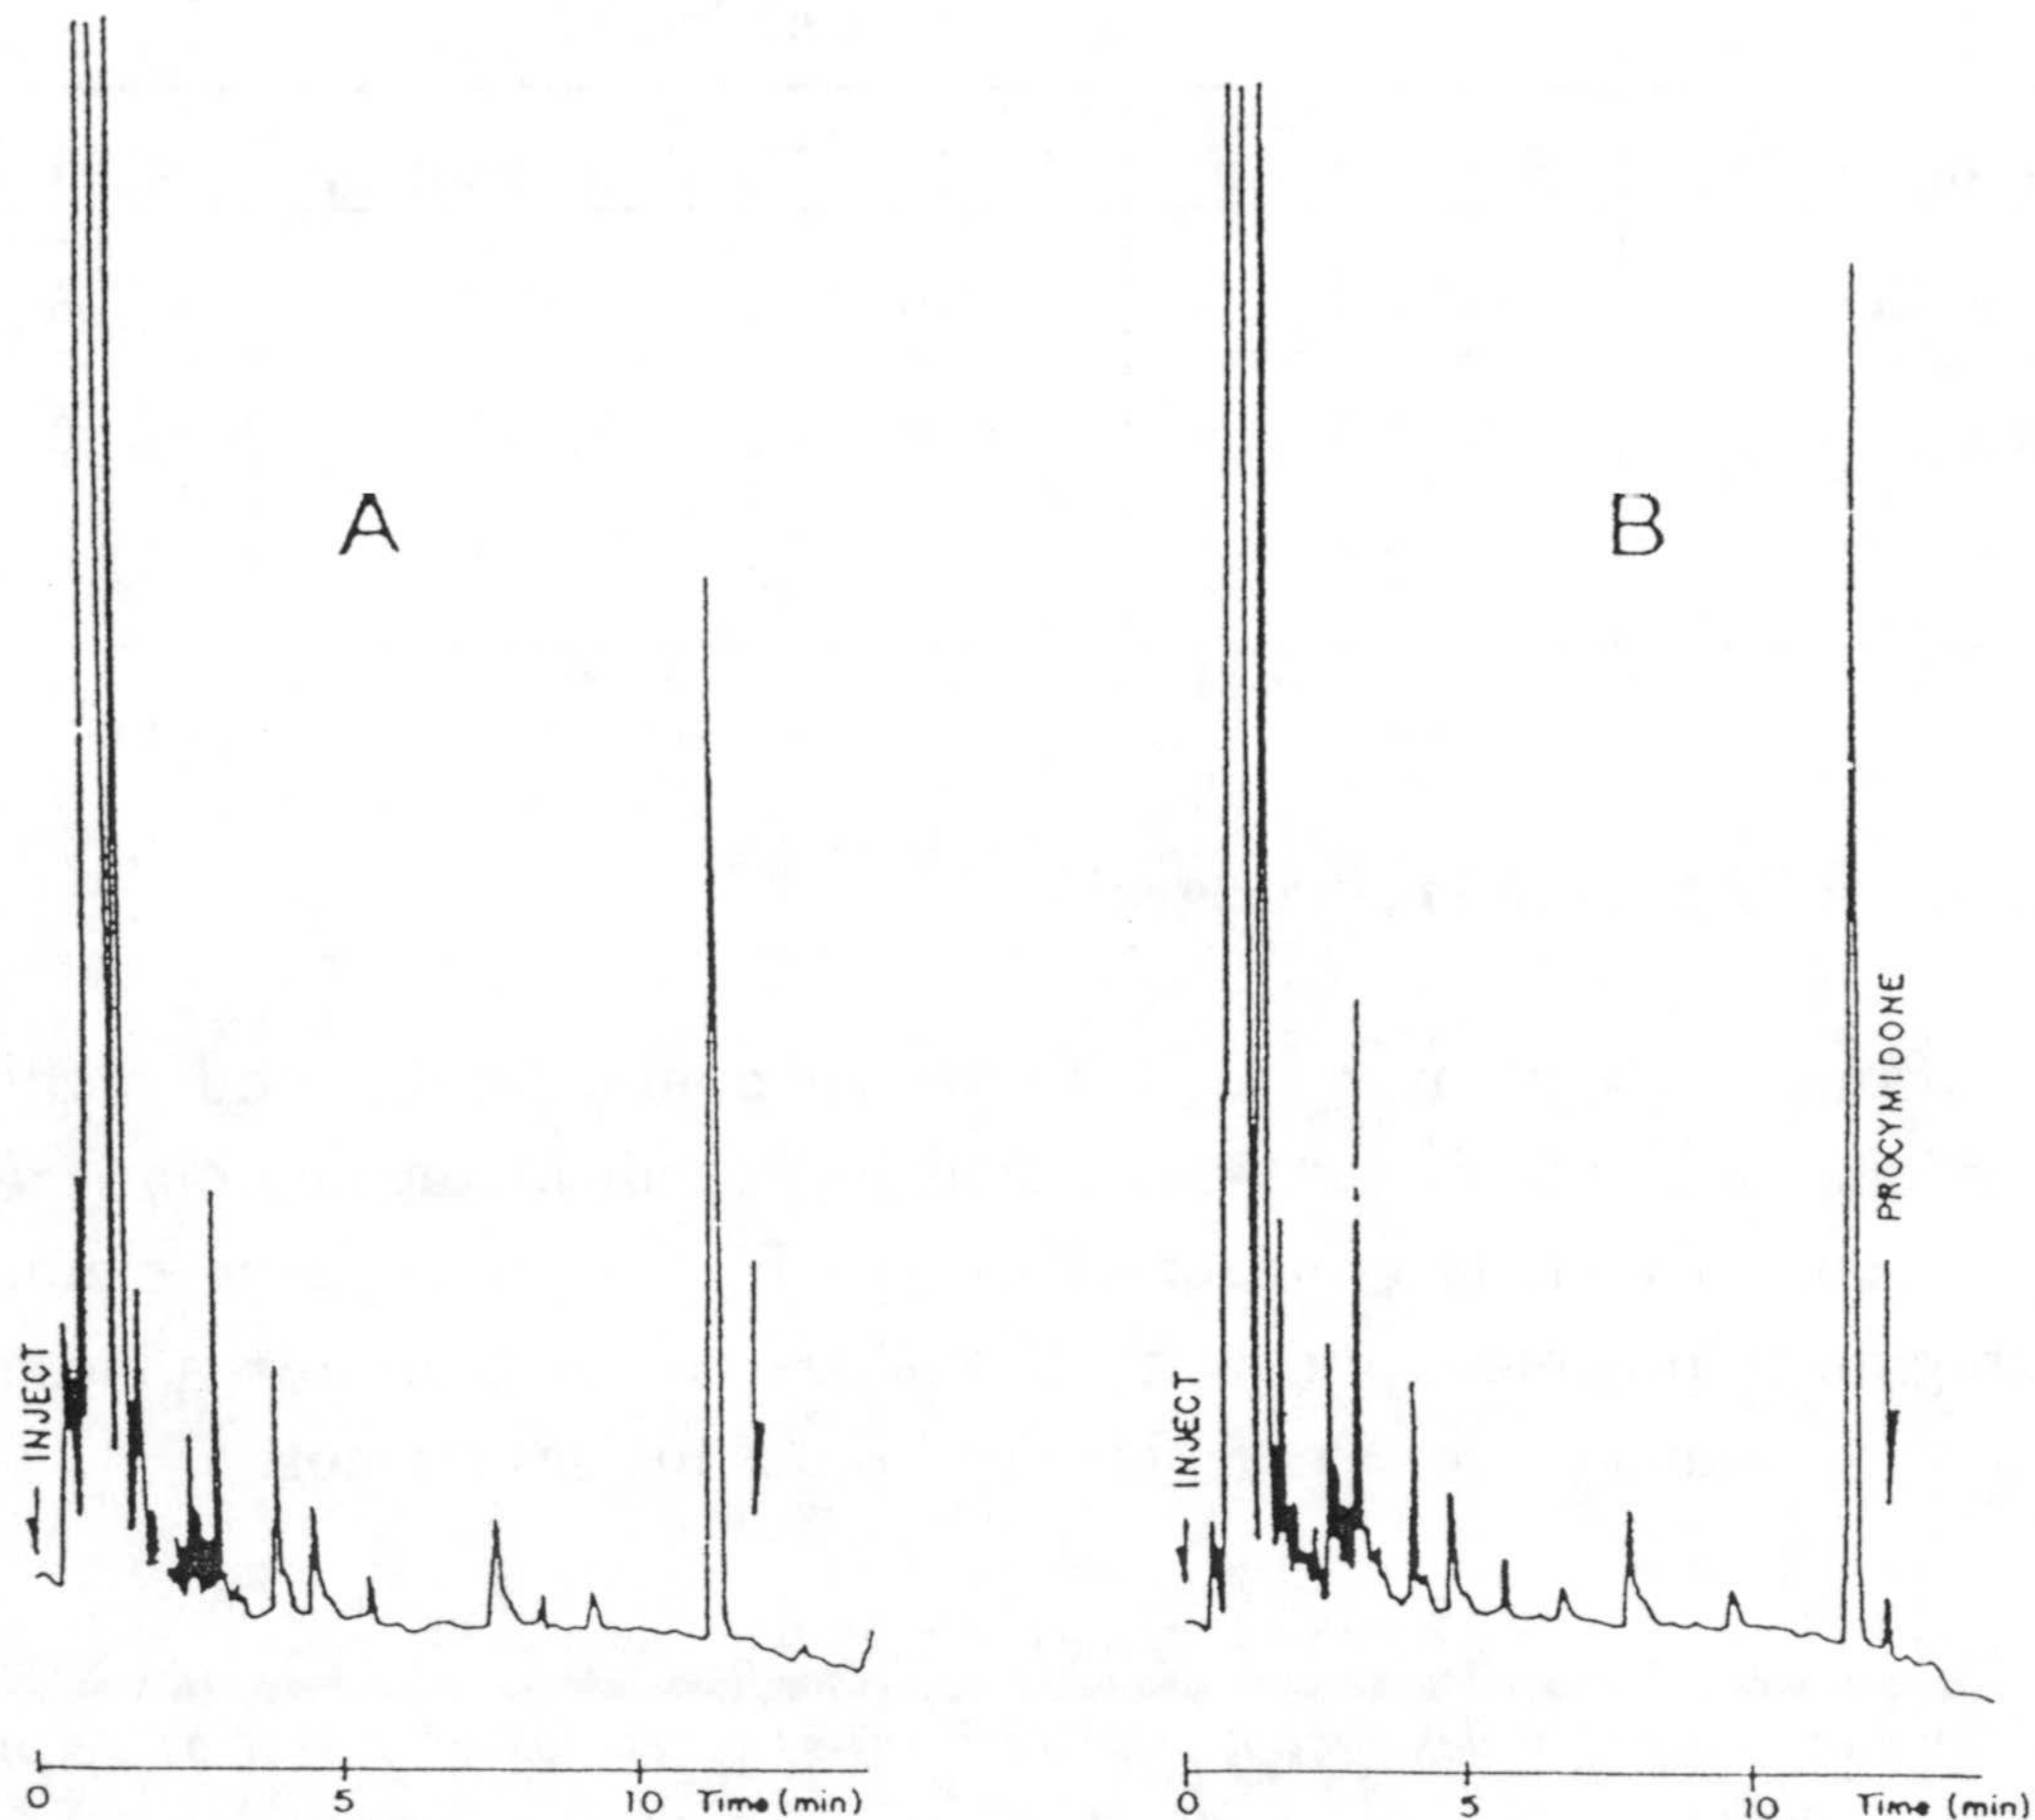 A
B
INJECT
INJECT
PROCYMIDONE
0 5 10 Time (min)
0 5 10 Time (min)